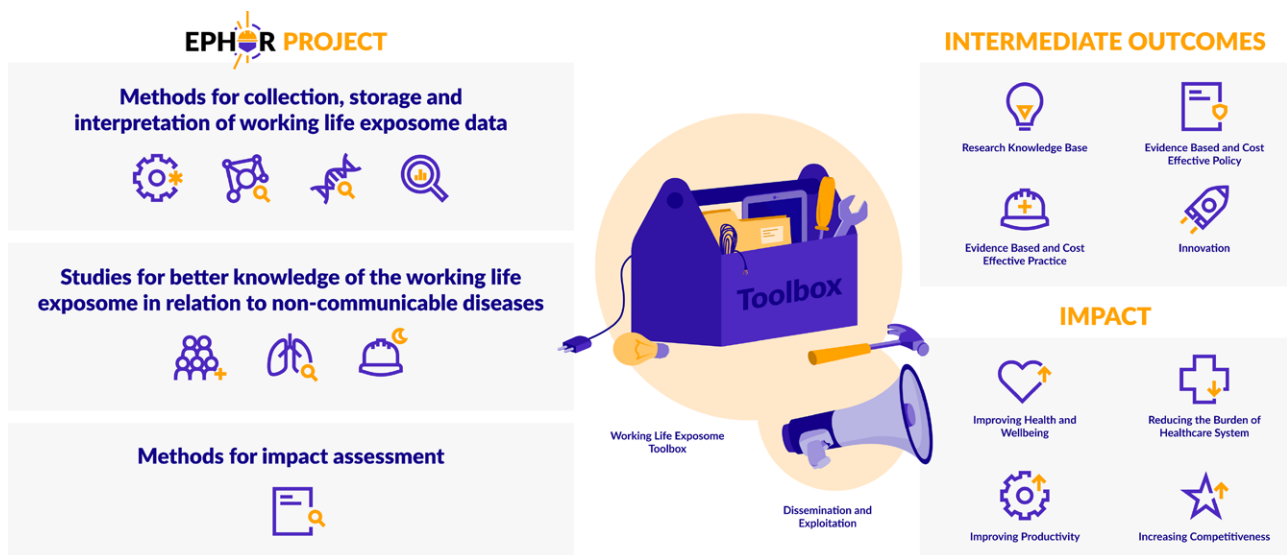 EPHOR PROJECT
Methods for collection, storage and
interpretation of working life exposome data
Studies for better knowledge of the working life
exposome in relation to non-communicable diseases
Methods for impact assessment
Toolbox
Working Life Exposome
Toolbox
Dissemination and
Exploitation
INTERMEDIATE OUTCOMES
Research Knowledge Base
Evidence Based and Cost
Effective Policy
Evidence Based and Cost
Effective Practice
Innovation
IMPACT
Improving Health and
Wellbeing
Reducing the Burden of
Healthcare System
Improving Productivity
Increasing Competitiveness